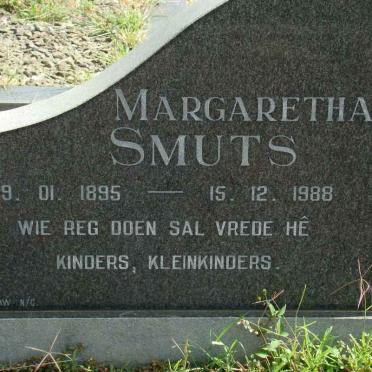 MARGARETHA
SMUTS
9. 01. 1895 — 15. 12. 1988
WIE REG DOEN SAL VREDE HÊ
KINDERS, KLEINKINDERS.